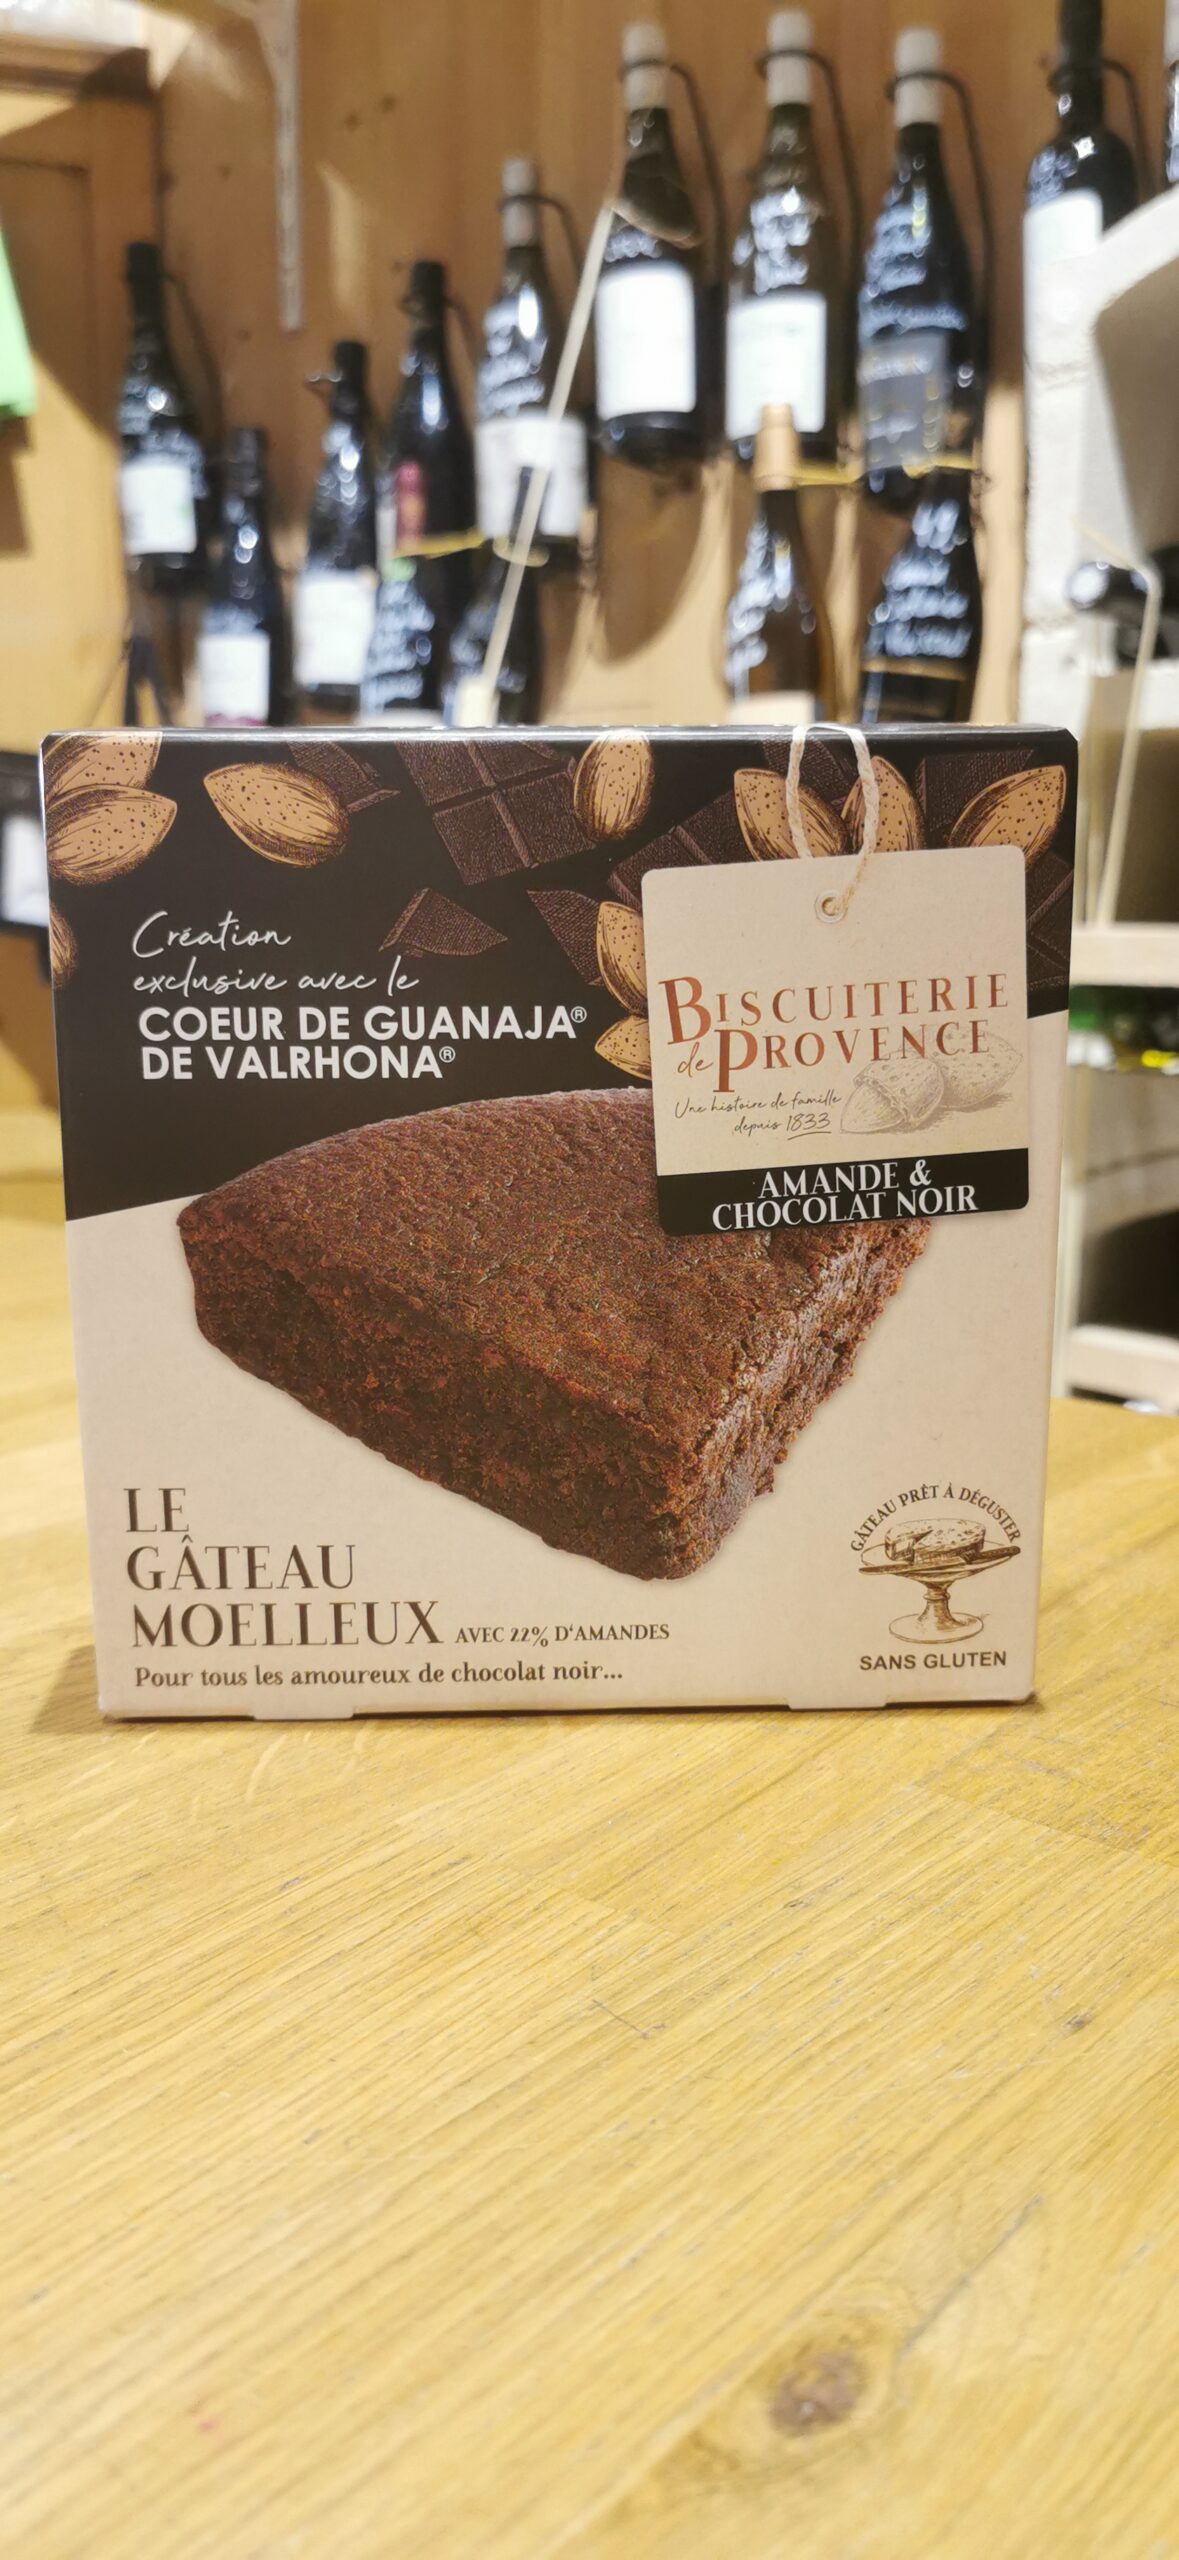 Création
exclusive avec le
COEUR DE GUANAJA®
DE VALRHONA®
BISCUITERIE
de PROVENCE
Une histoire de famille
depuis 1833
AMANDE &
CHOCOLAT NOIR
LE
GÂTEAU
MOELLEUX AVEC 22% D'AMANDES
Pour tous les amoureux de chocolat noir...
GÂTEAU PRÊT À DÉGUSTER
SANS GLUTEN